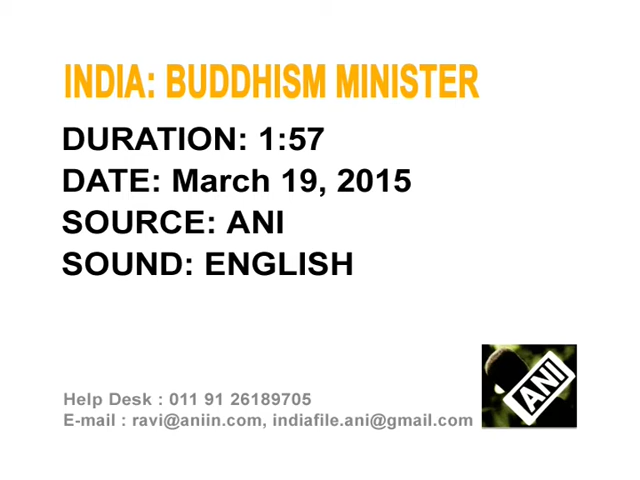 INDIA: BUDDHISM MINISTER
DURATION: 1:57
DATE: March 19, 2015
SOURCE: ANI
SOUND: ENGLISH
Help Desk : 011 91 26189705
E-mail : ravi@aniin.com, indiafile.ani@gmail.com
ANI